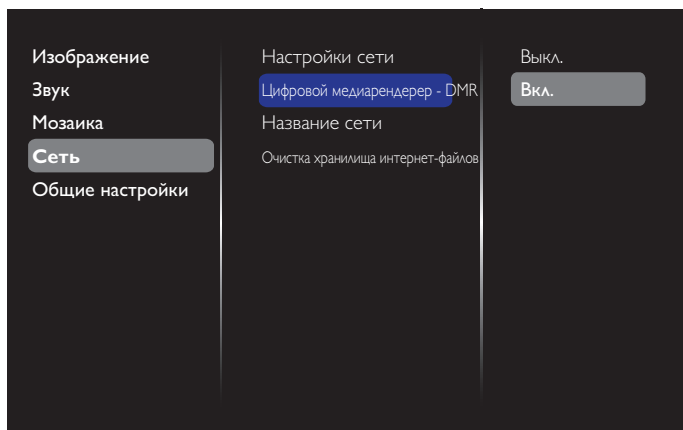 Изображение
Звук
Мозаика
Сеть
Общие настройки
Настройки сети
Цифровой медиарендерер - DMR
Название сети
Очистка хранилища интернет-файлов
Выкл.
Вкл.